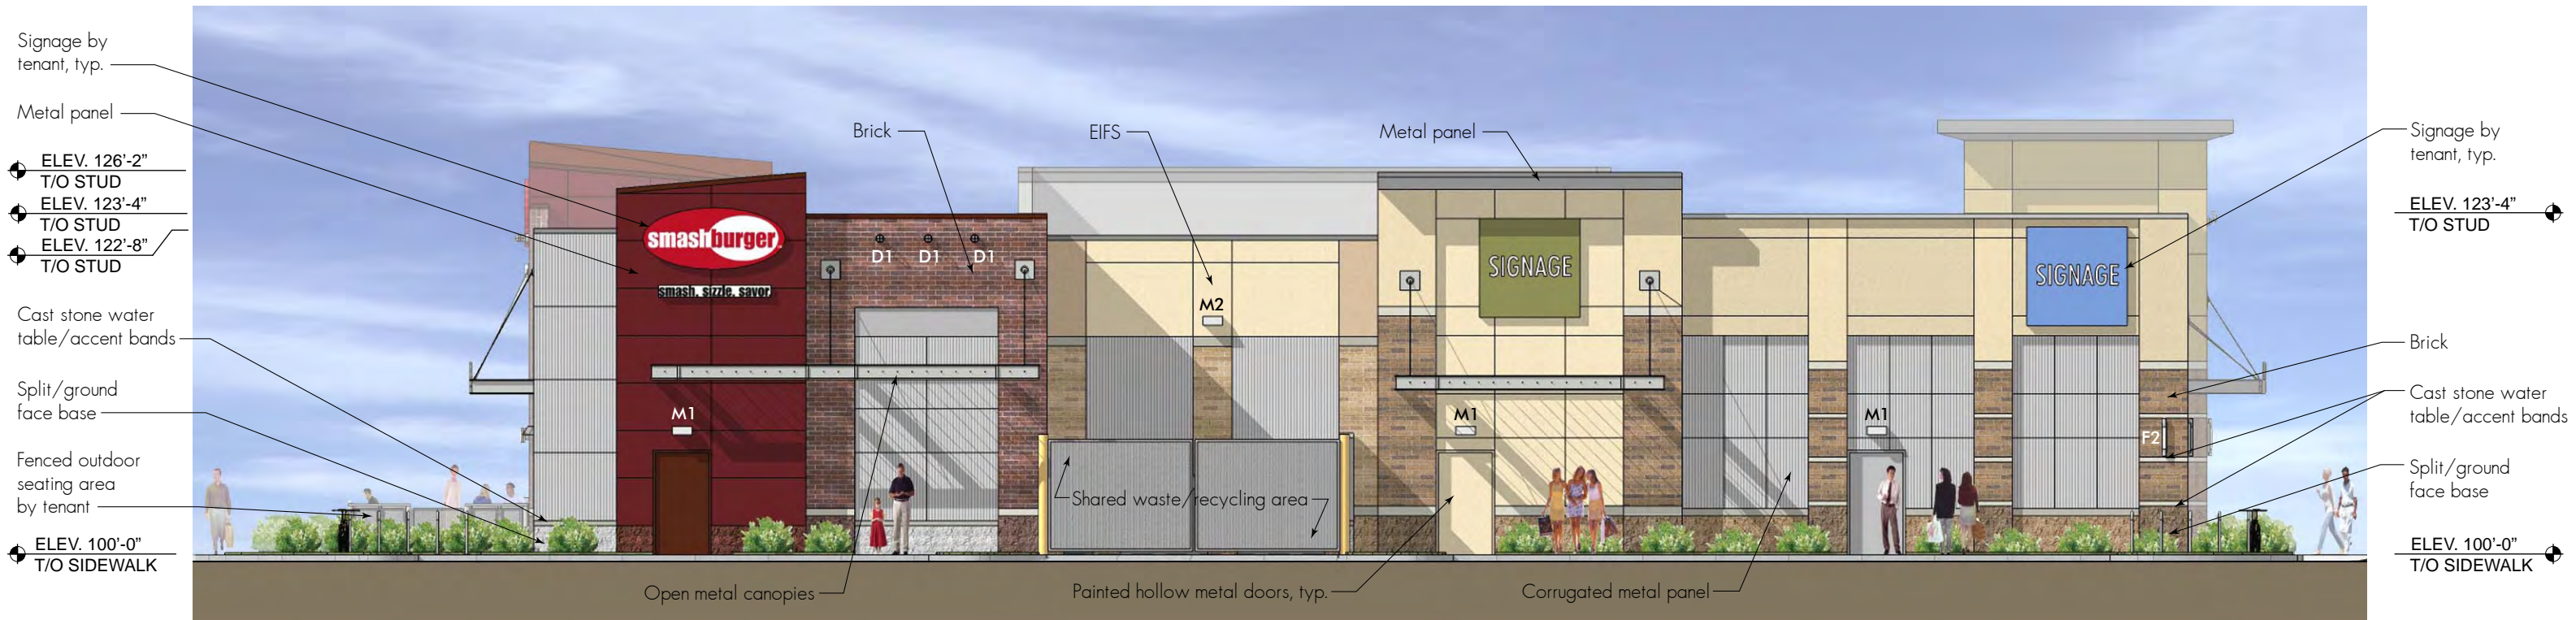 Signage by
tenant, typ.
Metal panel
ELEV. 126'-2"
T/O STUD
ELEV. 123'-4"
T/O STUD
ELEV. 122'-8"
T/O STUD
Cast stone water
table/accent bands
Split/ground
face base
Fenced outdoor
seating area
by tenant
ELEV. 100'-0"
T/O SIDEWALK
smashburger
smash. sizzle. savor
M1
Brick
D1 D1 D1
EIFS
M2
Shared waste/recycling area
Metal panel
SIGNAGE
M1
M1
SIGNAGE
F2
Open metal canopies
Painted hollow metal doors, typ.
Corrugated metal panel
Signage by
tenant, typ.
ELEV. 123'-4"
T/O STUD
Brick
Cast stone water
table/accent bands
Split/ground
face base
ELEV. 100'-0"
T/O SIDEWALK